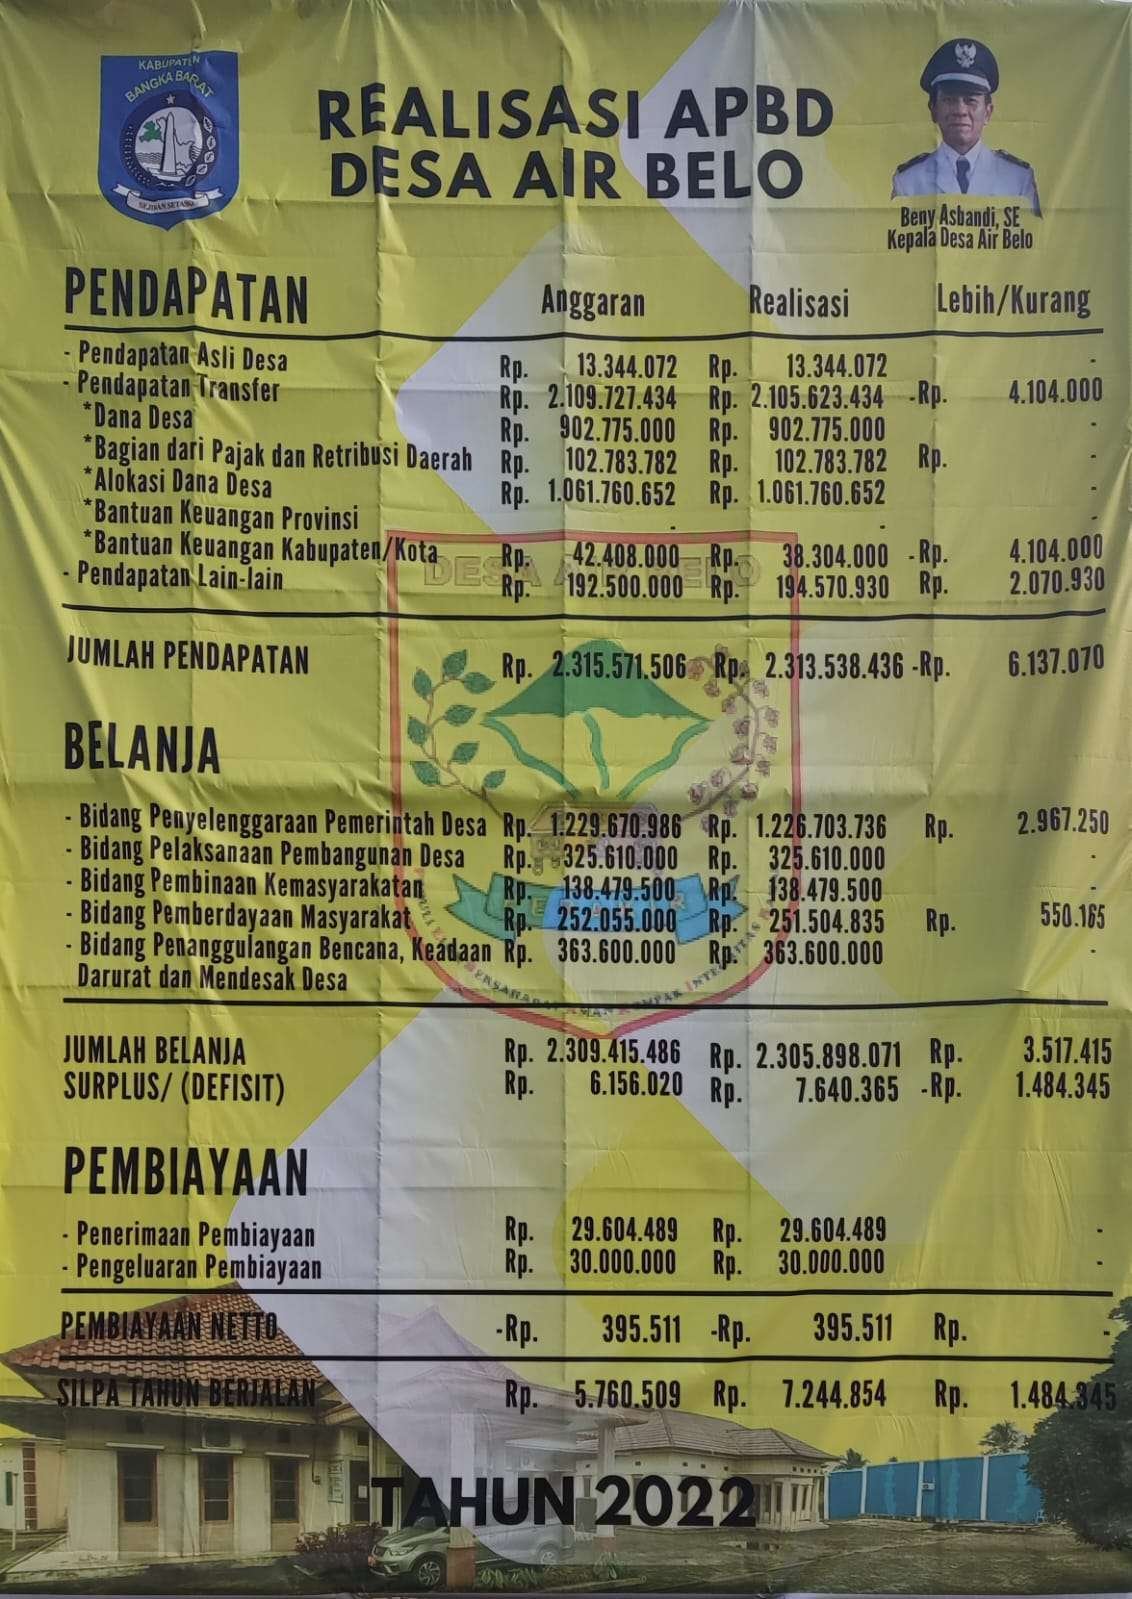 KABUPATEN
BANGKA BARAT
SEJIRAN SETASON
REALISASI APBD
DESA AIR BELO
Beny Asbandi, SE
Kepala Desa Air Belo
PENDAPATAN Anggaran Realisasi Lebih/Kurang
- Pendapatan Asli Desa Rp. 13.344.072 Rp. 13.344.072 -
- Pendapatan Transfer Rp. 2.109.727.434 Rp. 2.105.623.434 -Rp. 4.104.000
*Dana Desa Rp. 902.775.000 Rp. 902.775.000 -
*Bagian dari Pajak dan Retribusi Daerah Rp. 102.783.782 Rp. 102.783.782 Rp. -
*Alokasi Dana Desa Rp. 1.061.760.652 Rp. 1.061.760.652 -
*Bantuan Keuangan Provinsi - - -
*Bantuan Keuangan Kabupaten/Kota Rp. 42.408.000 Rp. 38.304.000 -Rp. 4.104.000
- Pendapatan Lain-lain Rp. 192.500.000 Rp. 194.570.930 Rp. 2.070.930
DESA AIR BELO
JUMLAH PENDAPATAN Rp. 2.315.571.506 Rp. 2.313.538.436 -Rp. 6.137.070
BELANJA
- Bidang Penyelenggaraan Pemerintah Desa Rp. 1.229.670.986 Rp. 1.226.703.736 Rp. 2.967.250
- Bidang Pelaksanaan Pembangunan Desa Rp. 325.610.000 Rp. 325.610.000 -
- Bidang Pembinaan Kemasyarakatan Rp. 138.479.500 Rp. 138.479.500 -
- Bidang Pemberdayaan Masyarakat Rp. 252.055.000 Rp. 251.504.835 Rp. 550.165
- Bidang Penanggulangan Bencana, Keadaan Rp. 363.600.000 Rp. 363.600.000 -
Darurat dan Mendesak Desa
JUMLAH BELANJA Rp. 2.309.415.486 Rp. 2.305.898.071 Rp. 3.517.415
SURPLUS/ (DEFISIT) Rp. 6.156.020 Rp. 7.640.365 -Rp. 1.484.345
PEMBIAYAAN
- Penerimaan Pembiayaan Rp. 29.604.489 Rp. 29.604.489 -
- Pengeluaran Pembiayaan Rp. 30.000.000 Rp. 30.000.000 -
PEMBIAYAAN NETTO -Rp. 395.511 -Rp. 395.511 Rp. -
SILPA TAHUN BERJALAN Rp. 5.760.509 Rp. 7.244.854 Rp. 1.484.345
TAHUN 2022